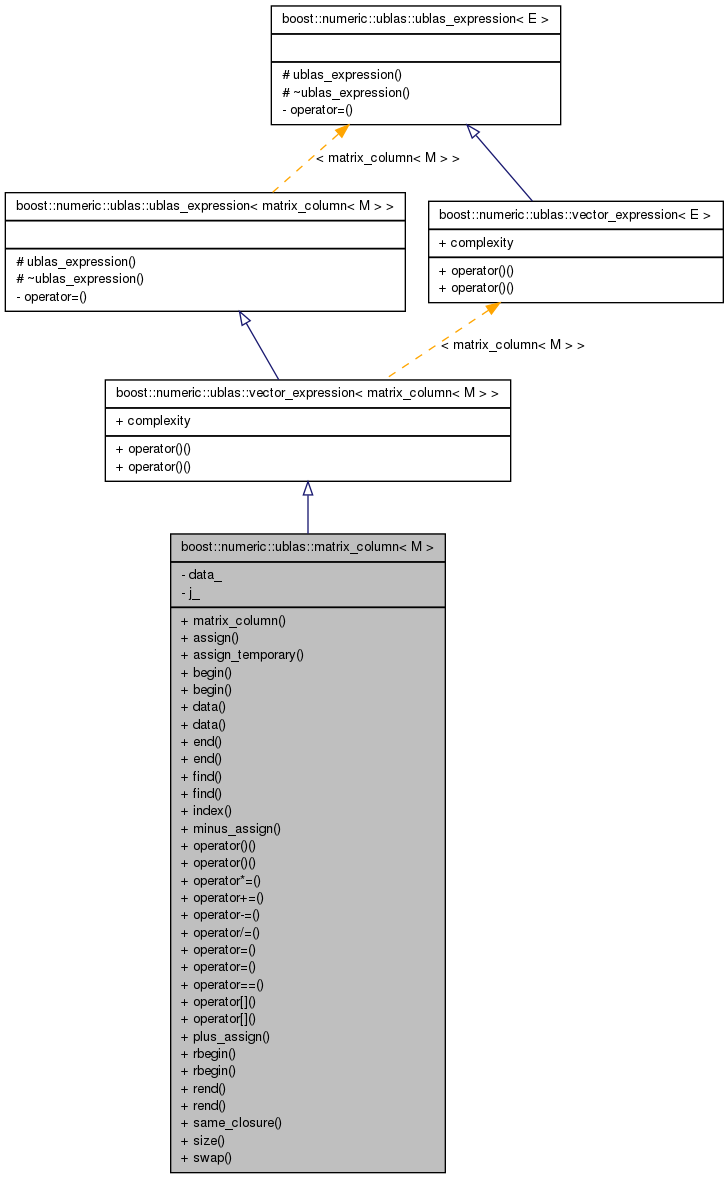 boost::numeric::ublas::ublas_expression< E >
# ublas_expression()
# ~ublas_expression()
- operator=()
< matrix_column< M > >
boost::numeric::ublas::ublas_expression< matrix_column< M > >
# ublas_expression()
# ~ublas_expression()
- operator=()
boost::numeric::ublas::vector_expression< E >
+ complexity
+ operator()()
+ operator()()
< matrix_column< M > >
boost::numeric::ublas::vector_expression< matrix_column< M > >
+ complexity
+ operator()()
+ operator()()
boost::numeric::ublas::matrix_column< M >
- data_
- j_
+ matrix_column()
+ assign()
+ assign_temporary()
+ begin()
+ begin()
+ data()
+ data()
+ end()
+ end()
+ find()
+ find()
+ index()
+ minus_assign()
+ operator()()
+ operator()()
+ operator*=()
+ operator+=()
+ operator-=()
+ operator/=()
+ operator=()
+ operator=()
+ operator==()
+ operator[]()
+ operator[]()
+ plus_assign()
+ rbegin()
+ rbegin()
+ rend()
+ rend()
+ same_closure()
+ size()
+ swap()